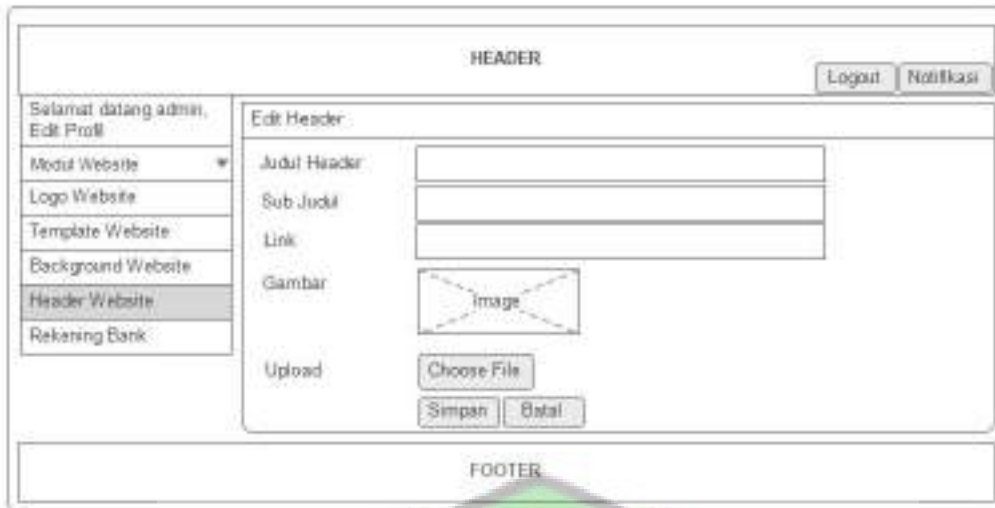 HEADER
Logout Notifikasi
Selamat datang admin,
Edit Profil
Modul Website
Logo Website
Template Website
Background Website
Header Website
Rekening Bank
Edit Header
Judul Header
Sub Judul
Link
Gambar
Image
Upload Choose File
Simpan Batal
FOOTER